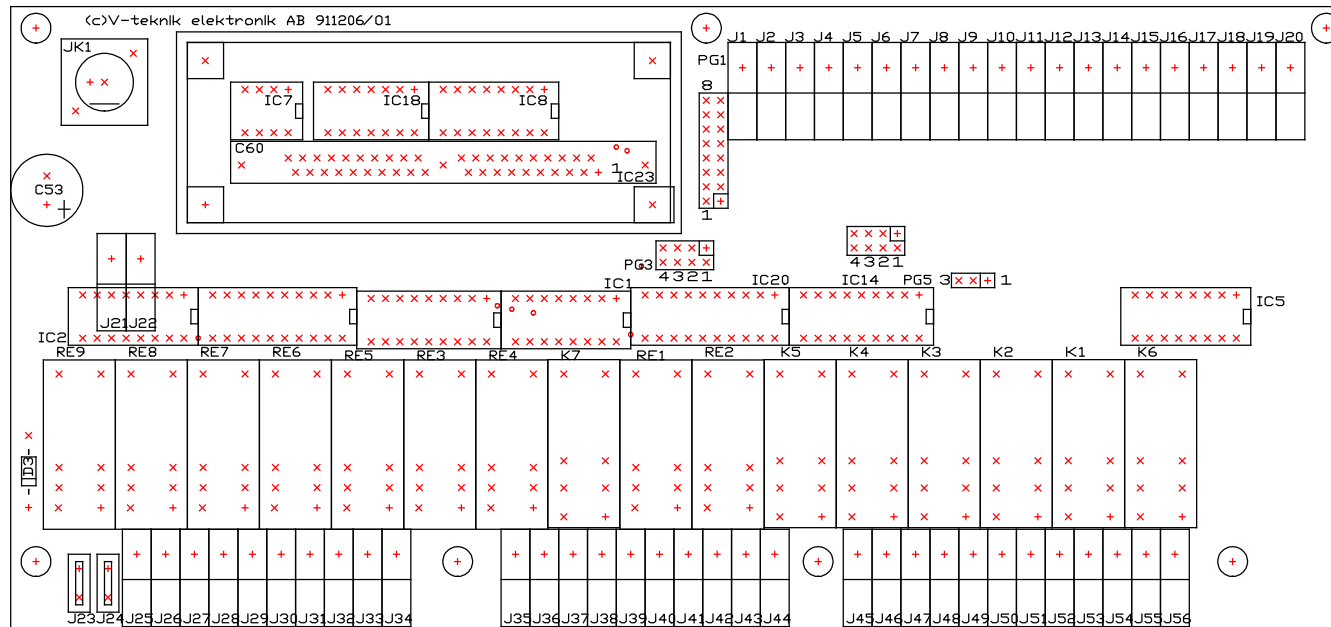 (c)V-teknik elektronik AB 911206/01
JK1
J1 J2 J3 J4 J5 J6 J7 J8 J9 J10 J11 J12 J13 J14 J15 J16 J17 J18 J19 J20
PG1
8
IC7 IC18 IC8
C60
1
IC23
C53
1
PG3
4321
4321
IC1 IC20 IC14 PG5 3 1
IC5
J21 J22
IC2
RE9 RE8 RE7 RE6 RE5 RE3 RE4 K7 RE1 RE2 K5 K4 K3 K2 K1 K6
D3
J23 J24 J25 J26 J27 J28 J29 J30 J31 J32 J33 J34 J35 J36 J37 J38 J39 J40 J41 J42 J43 J44 J45 J46 J47 J48 J49 J50 J51 J52 J53 J54 J55 J56